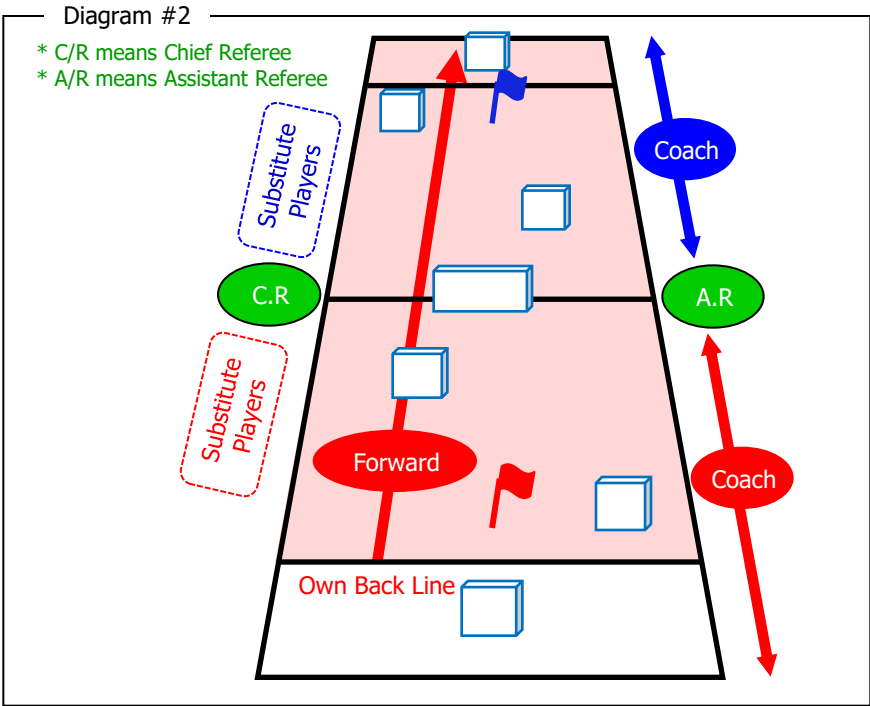 Diagram #2
* C/R means Chief Referee
* A/R means Assistant Referee
Substitute
Players
Coach
C.R
A.R
Substitute
Players
Forward
Coach
Own Back Line